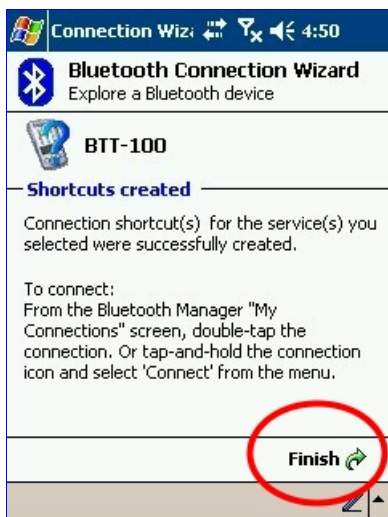 Connection Wiz: 4:50
Bluetooth Connection Wizard
Explore a Bluetooth device
BTT-100
Shortcuts created
Connection shortcut(s) for the service(s) you
selected were successfully created.
To connect:
From the Bluetooth Manager "My
Connections" screen, double-tap the
connection. Or tap-and-hold the connection
icon and select 'Connect' from the menu.
Finish